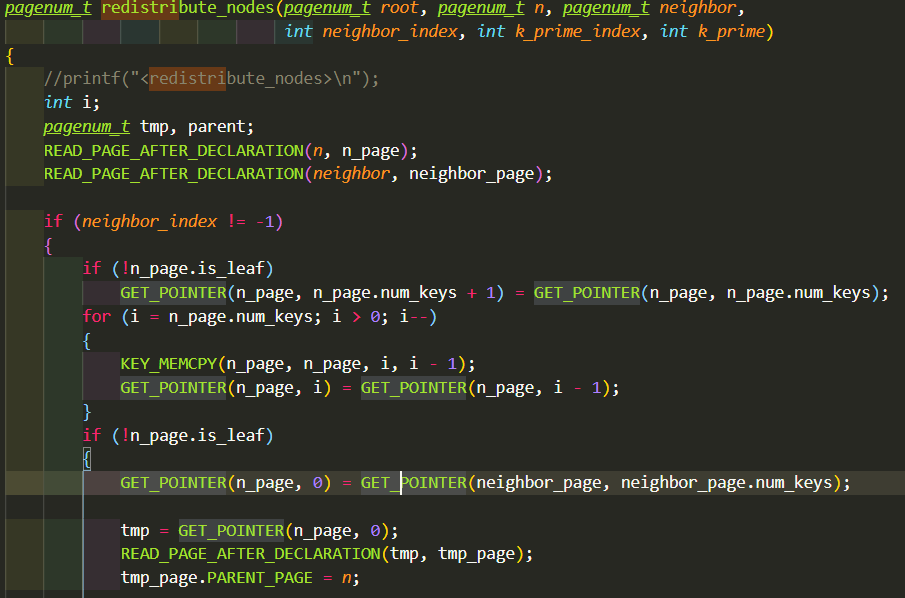 pagenum_t redistribute_nodes(pagenum_t root, pagenum_t n, pagenum_t neighbor,
int neighbor_index, int k_prime_index, int k_prime)
{
//printf("<redistribute_nodes>\n");
int i;
pagenum_t tmp, parent;
READ_PAGE_AFTER_DECLARATION(n, n_page);
READ_PAGE_AFTER_DECLARATION(neighbor, neighbor_page);
if (neighbor_index != -1)
{
if (!n_page.is_leaf)
GET_POINTER(n_page, n_page.num_keys + 1) = GET_POINTER(n_page, n_page.num_keys);
for (i = n_page.num_keys; i > 0; i--)
{
KEY_MEMCPY(n_page, n_page, i, i - 1);
GET_POINTER(n_page, i) = GET_POINTER(n_page, i - 1);
}
if (!n_page.is_leaf)
{
GET_POINTER(n_page, 0) = GET_POINTER(neighbor_page, neighbor_page.num_keys);
tmp = GET_POINTER(n_page, 0);
READ_PAGE_AFTER_DECLARATION(tmp, tmp_page);
tmp_page.PARENT_PAGE = n;